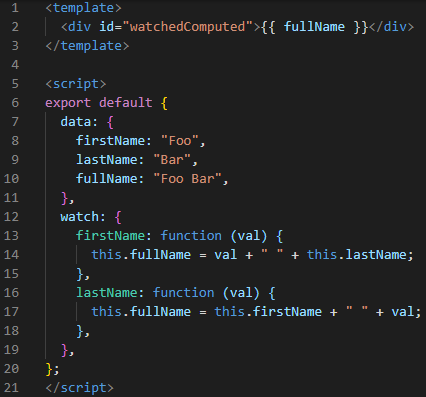 1 <template>
2   <div id="watchedComputed">{{ fullName }}</div>
3 </template>
4
5 <script>
6 export default {
7   data: {
8     firstName: "Foo",
9     lastName: "Bar",
10     fullName: "Foo Bar",
11   },
12   watch: {
13     firstName: function (val) {
14       this.fullName = val + " " + this.lastName;
15     },
16     lastName: function (val) {
17       this.fullName = this.firstName + " " + val;
18     },
19   },
20 };
21 </script>